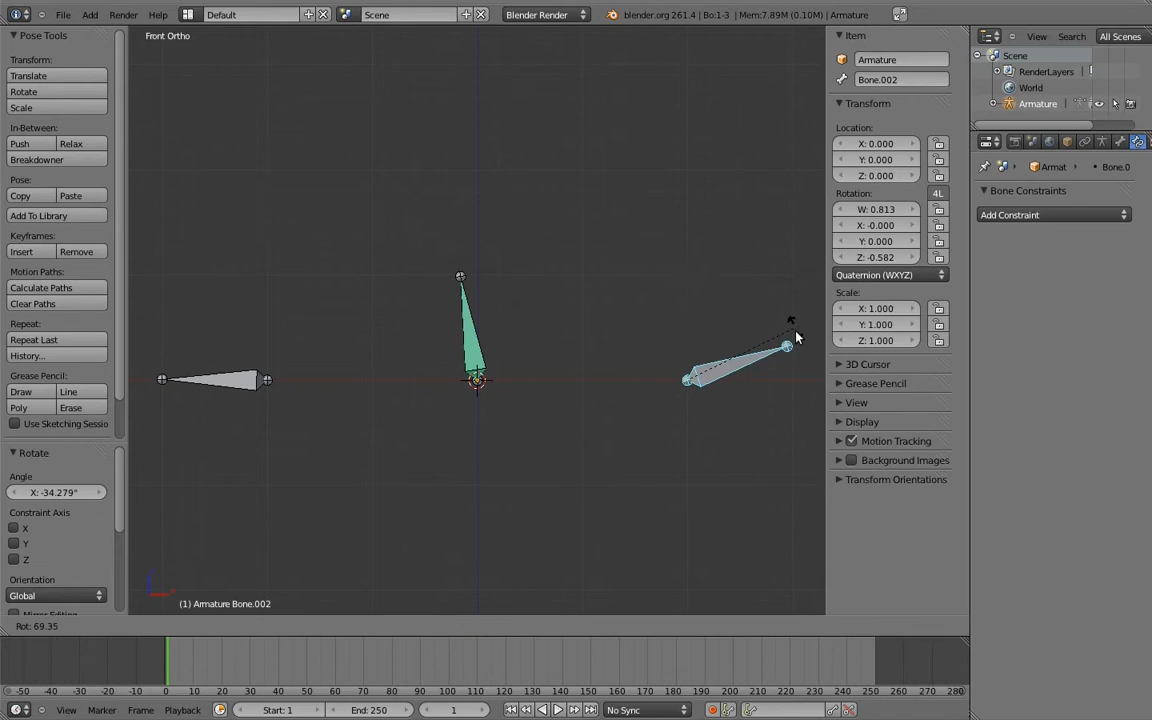 File Add Render Help Default Scene Blender Render blender.org 261.4 | Bo:1-3 | Mem:7.89M (0.10M) | Armature
Pose Tools
Transform:
Translate
Rotate
Scale
In-Between:
Push Relax
Breakdowner
Pose:
Copy Paste
Add To Library
Keyframes:
Insert Remove
Motion Paths:
Calculate Paths
Clear Paths
Repeat:
Repeat Last
History...
Grease Pencil:
Draw Line
Poly Erase
Use Sketching Sessio
Rotate
Angle
X: -34.279°
Constraint Axis
X
Y
Z
Orientation
Global
Front Ortho
(1) Armature Bone.002
Rot: 69.35
Item
Armature
Bone.002
Transform
Location:
X: 0.000
Y: 0.000
Z: 0.000
Rotation:
4L
W: 0.813
X: -0.000
Y: 0.000
Z: -0.582
Quaternion (WXYZ)
Scale:
X: 1.000
Y: 1.000
Z: 1.000
3D Cursor
Grease Pencil
View
Display
Motion Tracking
Background Images
Transform Orientations
View Search All Scenes
Scene
RenderLayers
World
Armature
Armat Bone.0
Bone Constraints
Add Constraint
-50 -40 -30 -20 -10 0 10 20 30 40 50 60 70 80 90 100 110 120 130 140 150 160 170 180 190 200 210 220 230 240 250 260 270 280
View Marker Frame Playback Start: 1 End: 250 1 No Sync